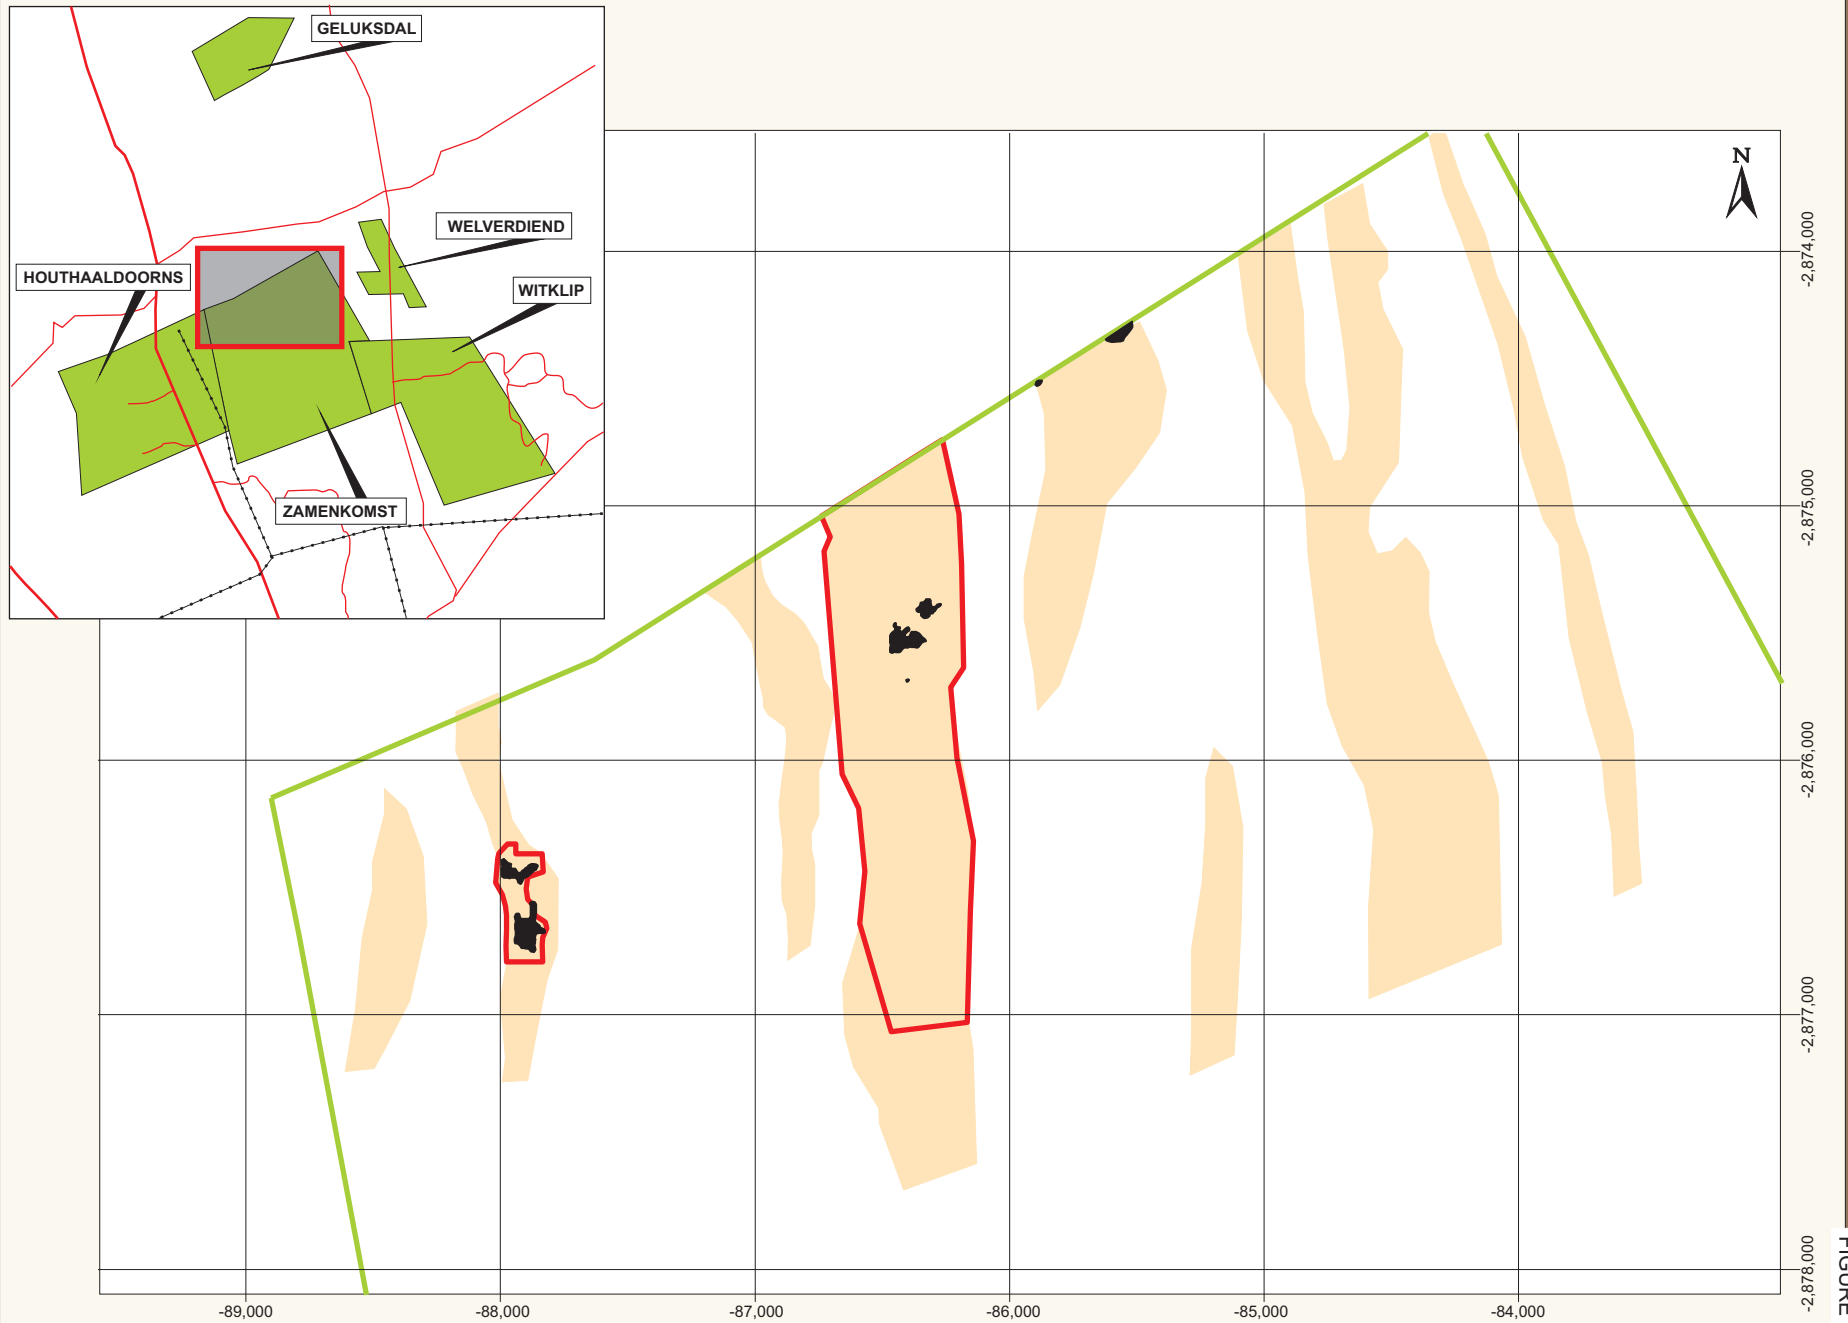 GELUKSDAL
WELVERDIEND
HOUTHAALDOORNS
WITKLIP
ZAMENKOMST
N
-2,874,000
-2,875,000
-2,876,000
-2,877,000
-2,878,000
-89,000
-88,000
-87,000
-86,000
-85,000
-84,000
FIGURE